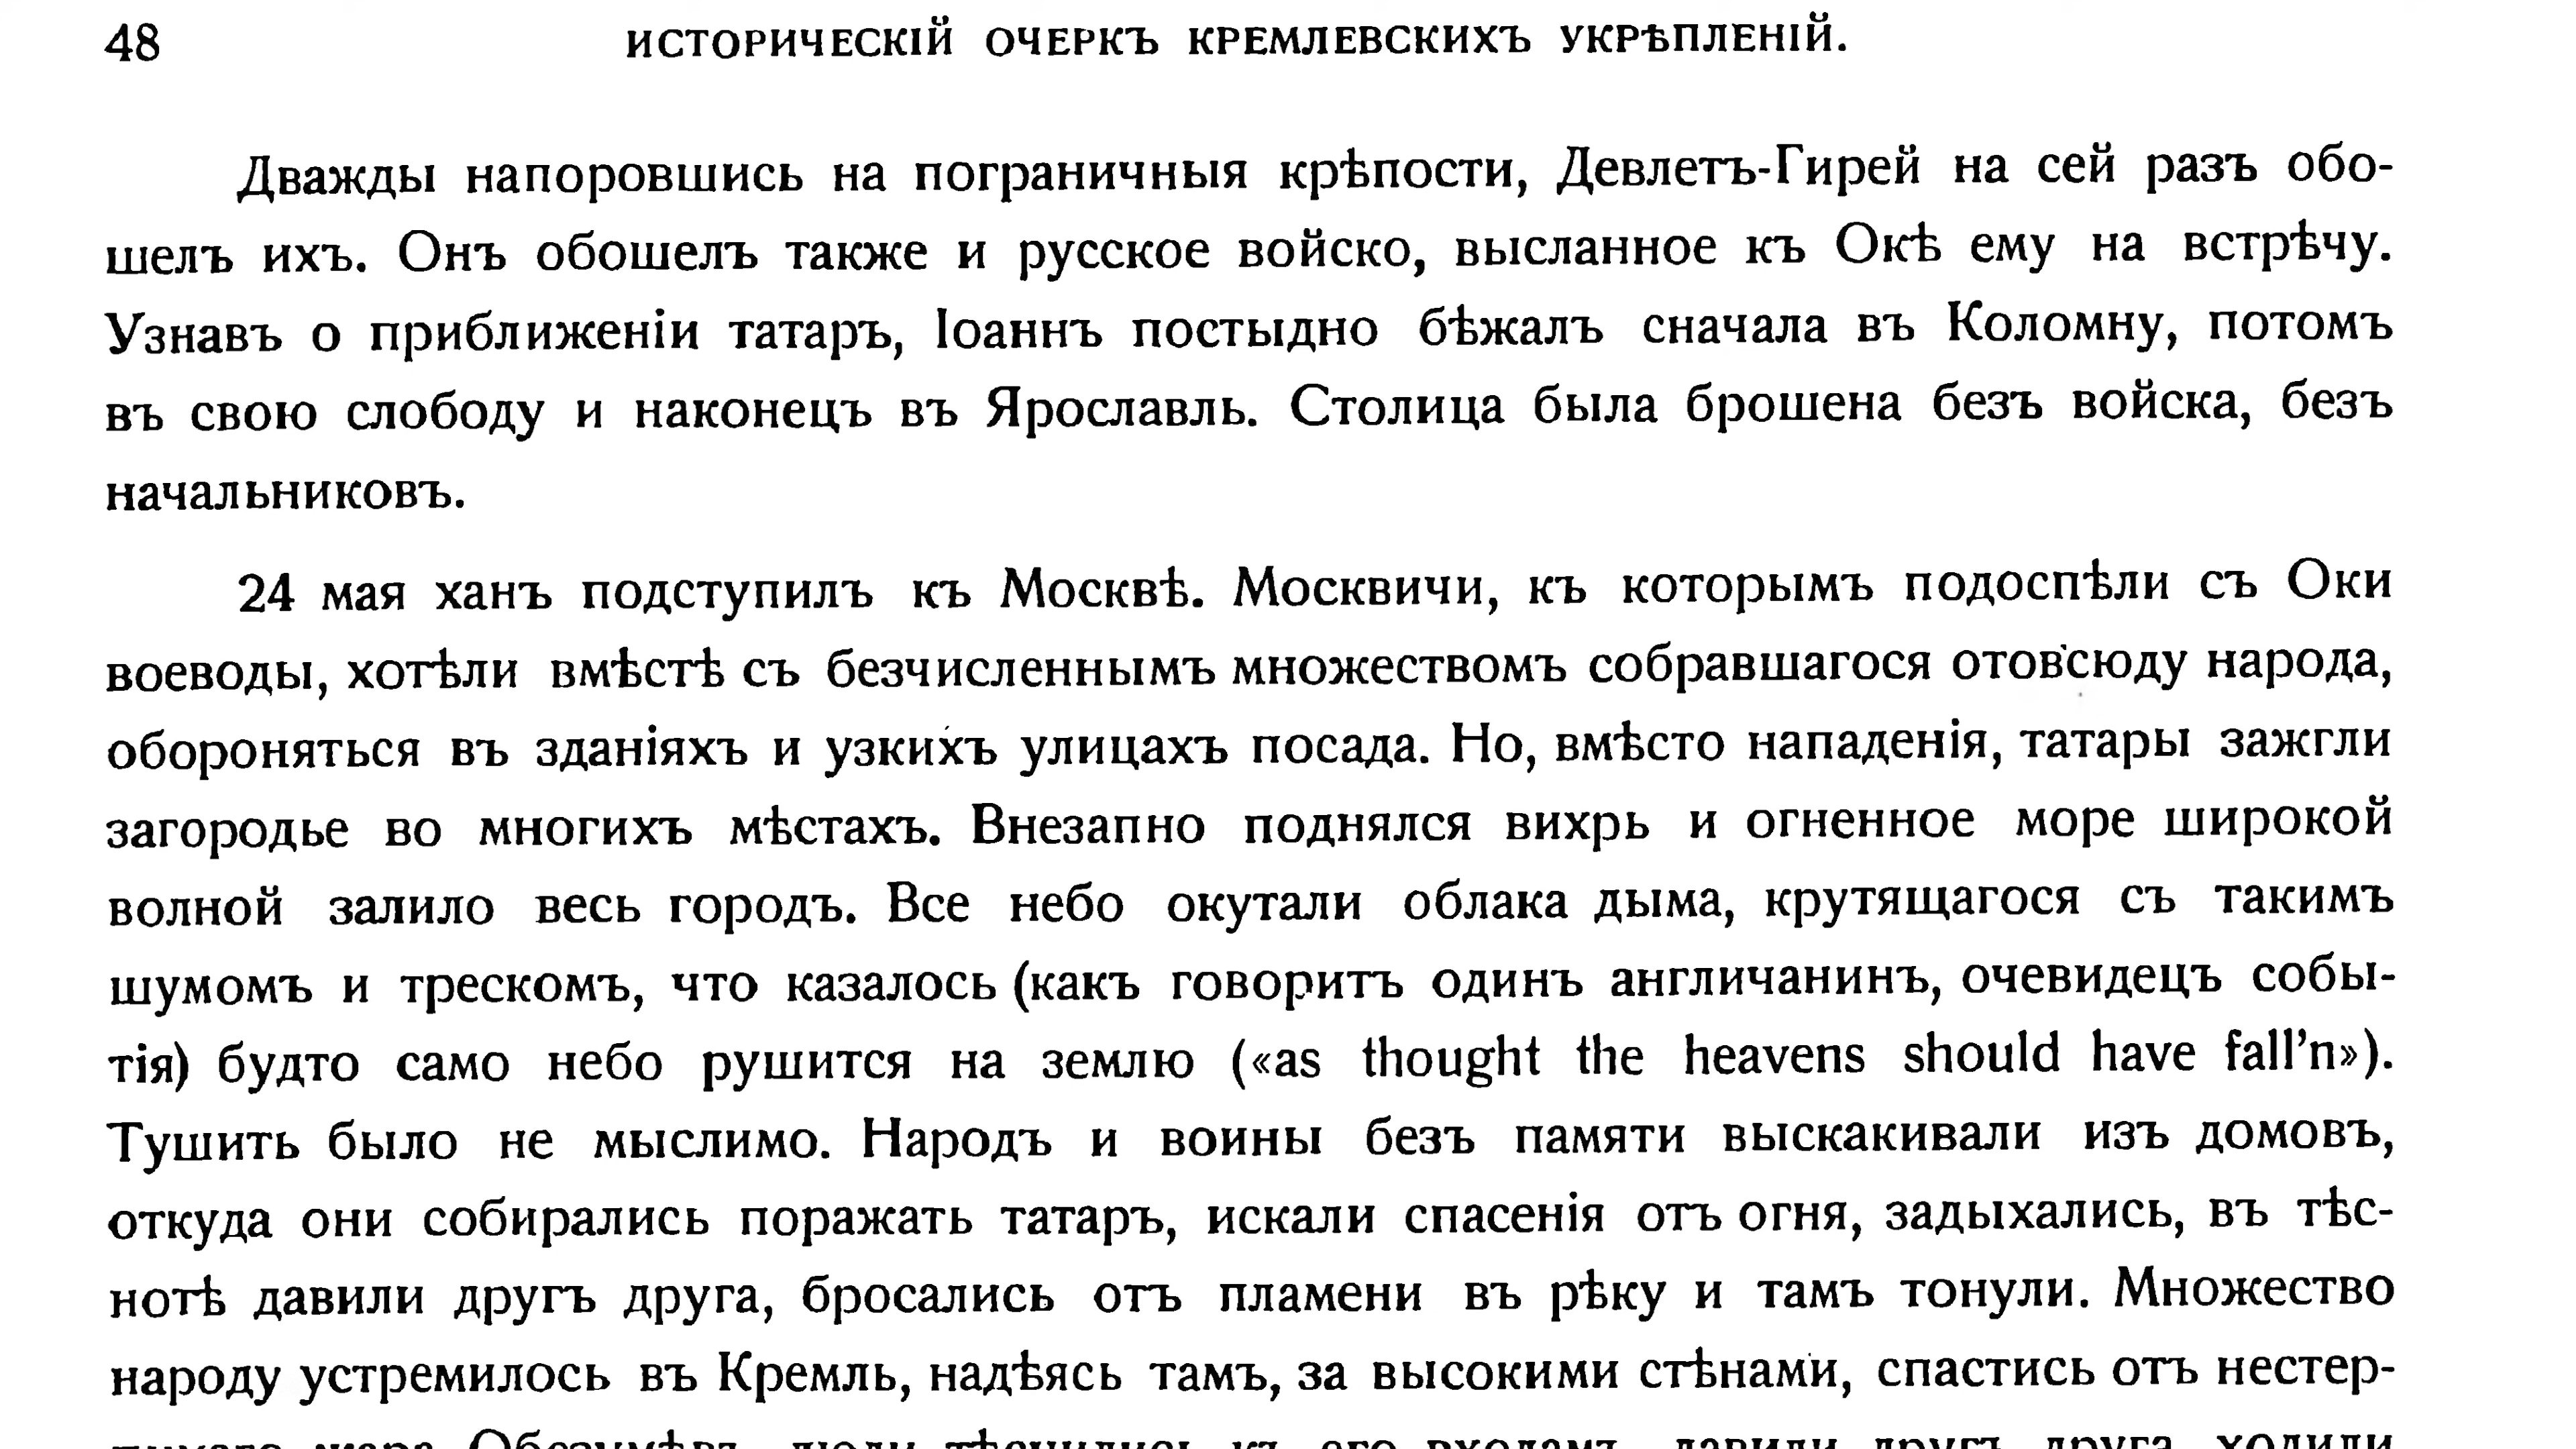 48 ИСТОРИЧЕСКІЙ ОЧЕРКЪ КРЕМЛЕВСКИХЪ УКРѢПЛЕНІЙ.
Дважды напоровшись на пограничныя крѣпости, Девлетъ-Гирей на сей разъ обо-
шелъ ихъ. Онъ обошелъ также и русское войско, высланное къ Окѣ ему на встрѣчу.
Узнавъ о приближеніи татаръ, Іоаннъ постыдно бѣжалъ сначала въ Коломну, потомъ
въ свою слободу и наконецъ въ Ярославль. Столица была брошена безъ войска, безъ
начальниковъ.
24 мая ханъ подступилъ къ Москвѣ. Москвичи, къ которымъ подоспѣли съ Оки
воеводы, хотѣли вмѣстѣ съ безчисленнымъ множествомъ собравшагося отовсюду народа,
обороняться въ зданіяхъ и узкихъ улицахъ посада. Но, вмѣсто нападенія, татары зажгли
загородье во многихъ мѣстахъ. Внезапно поднялся вихрь и огненное море широкой
волной залило весь городъ. Все небо окутали облака дыма, крутящагося съ такимъ
шумомъ и трескомъ, что казалось (какъ говоритъ одинъ англичанинъ, очевидецъ собы-
тія) будто само небо рушится на землю («as thought the heavens should have fall’n»).
Тушить было не мыслимо. Народъ и воины безъ памяти выскакивали изъ домовъ,
откуда они собирались поражать татаръ, искали спасенія отъ огня, задыхались, въ тѣс-
нотѣ давили другъ друга, бросались отъ пламени въ рѣку и тамъ тонули. Множество
народу устремилось въ Кремль, надѣясь тамъ, за высокими стѣнами, спастись отъ нестер-